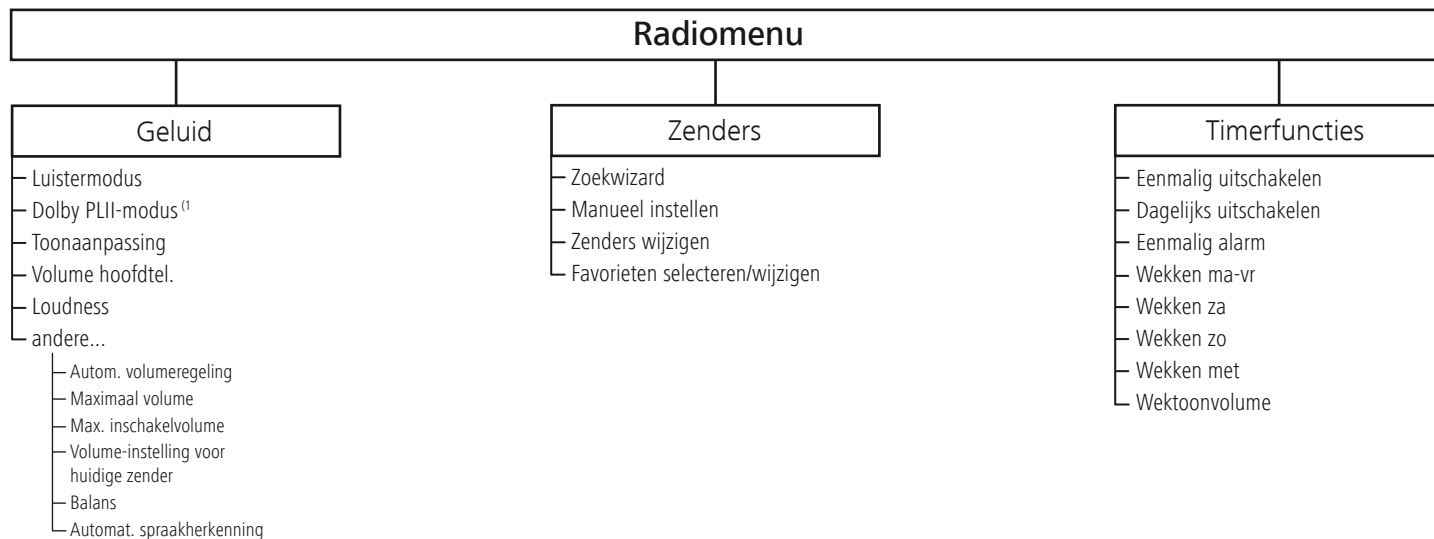 Radiomenu
Geluid
Luistermodus
Dolby PLII-modus (1
Toonaanpassing
Volume hoofdtel.
Loudness
andere...
Autom. volumeregeling
Maximaal volume
Max. inschakelvolume
Volume-instelling voor
huidige zender
Balans
Automat. spraakherkenning
Zenders
Zoekwizard
Manueel instellen
Zenders wijzigen
Favorieten selecteren/wijzigen
Timerfuncties
Eenmalig uitschakelen
Dagelijks uitschakelen
Eenmalig alarm
Wekken ma-vr
Wekken za
Wekken zo
Wekken met
Wektoonvolume